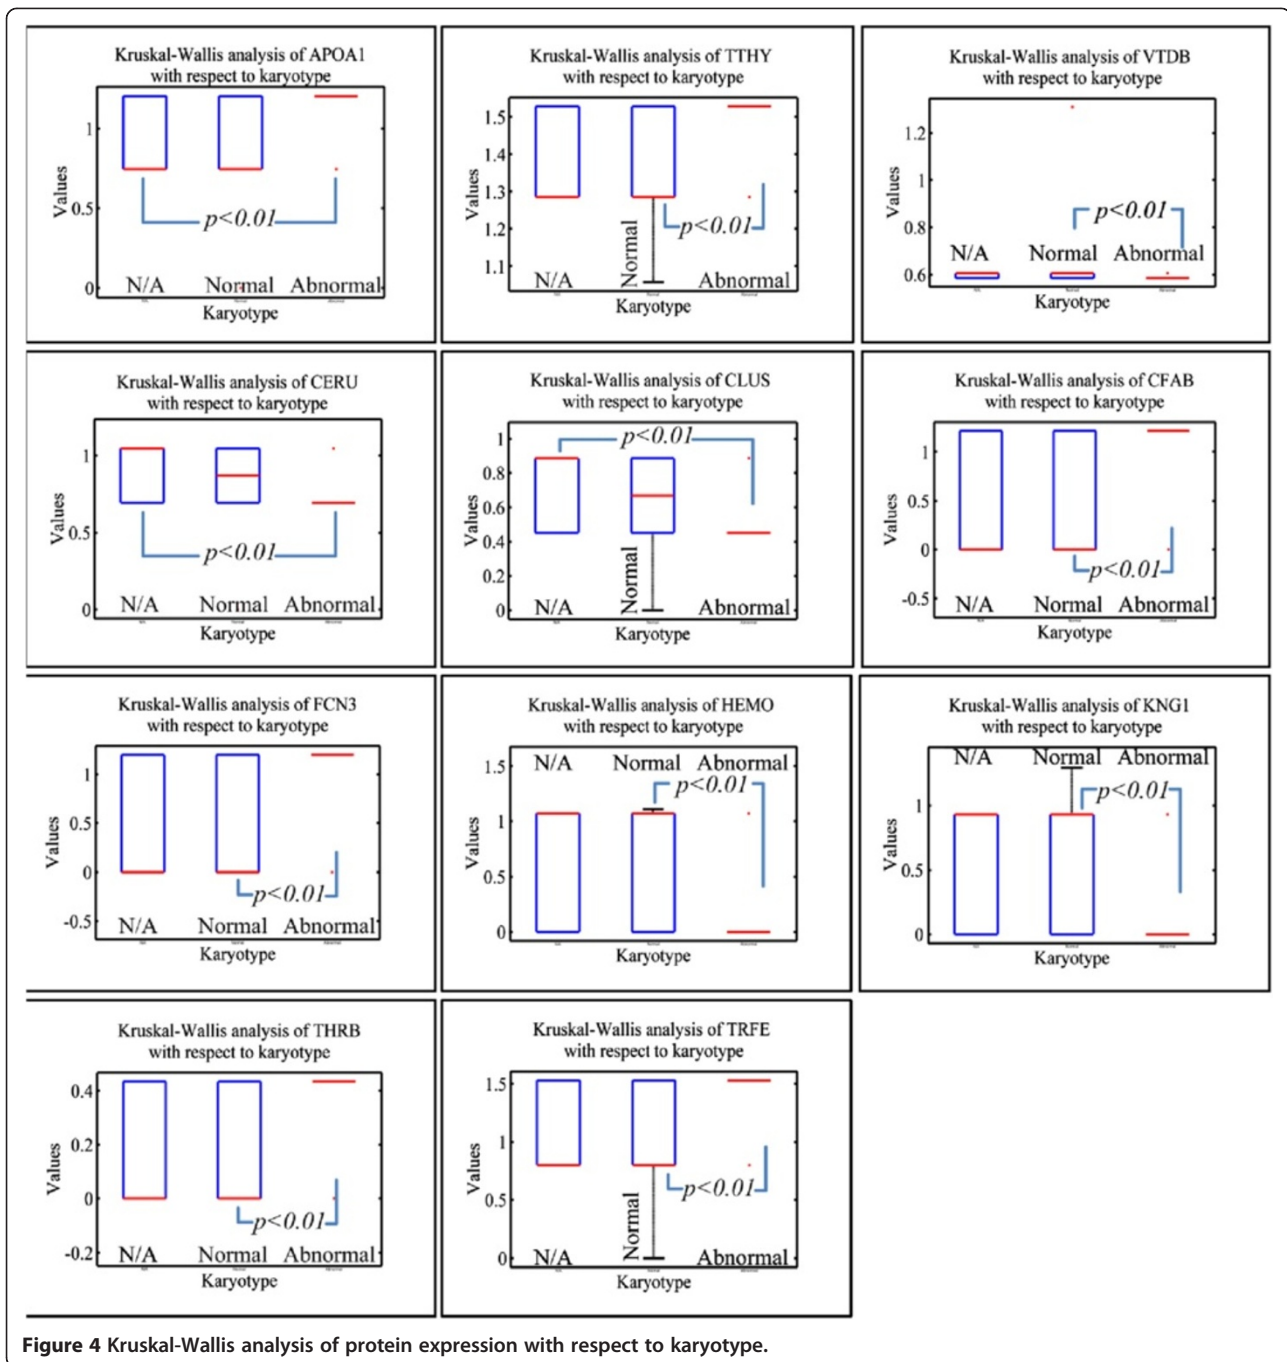 Kruskal-Wallis analysis of APOA1
with respect to karyotype
Values
1
0.5
0
p<0.01
N/A Normal Abnormal
Karyotype
Kruskal-Wallis analysis of TTHY
with respect to karyotype
Values
1.5
1.4
1.3
1.2
1.1
p<0.01
N/A Normal Abnormal
Karyotype
Kruskal-Wallis analysis of VTDB
with respect to karyotype
Values
1.2
1
0.8
0.6
p<0.01
N/A Normal Abnormal
Karyotype
Kruskal-Wallis analysis of CERU
with respect to karyotype
Values
1
0.5
0
p<0.01
N/A Normal Abnormal
Karyotype
Kruskal-Wallis analysis of CLUS
with respect to karyotype
Values
1
0.8
0.6
0.4
0.2
0
p<0.01
N/A Normal Abnormal
Karyotype
Kruskal-Wallis analysis of CFAB
with respect to karyotype
Values
1
0.5
0
-0.5
p<0.01
N/A Normal Abnormal
Karyotype
Kruskal-Wallis analysis of FCN3
with respect to karyotype
Values
1
0.5
0
-0.5
p<0.01
N/A Normal Abnormal
Karyotype
Kruskal-Wallis analysis of HEMO
with respect to karyotype
Values
1.5
1
0.5
0
N/A Normal Abnormal
p<0.01
Karyotype
Kruskal-Wallis analysis of KNG1
with respect to karyotype
Values
1
0.5
0
N/A Normal Abnormal
p<0.01
Karyotype
Kruskal-Wallis analysis of THRB
with respect to karyotype
Values
0.4
0.2
0
-0.2
p<0.01
N/A Normal Abnormal
Karyotype
Kruskal-Wallis analysis of TRFE
with respect to karyotype
Values
1.5
1
0.5
0
p<0.01
N/A Normal Abnormal
Karyotype
Figure 4 Kruskal-Wallis analysis of protein expression with respect to karyotype.